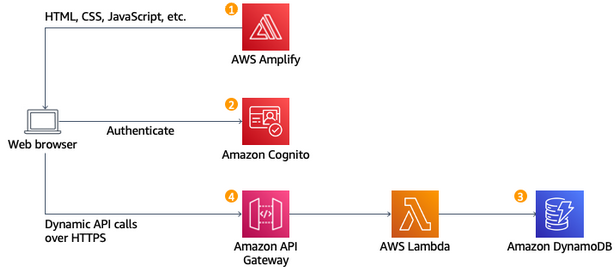 HTML, CSS, JavaScript, etc.
1
AWS Amplify
2
Web browser
Authenticate
Amazon Cognito
4
3
Dynamic API calls
over HTTPS
Amazon API
Gateway
AWS Lambda
Amazon DynamoDB